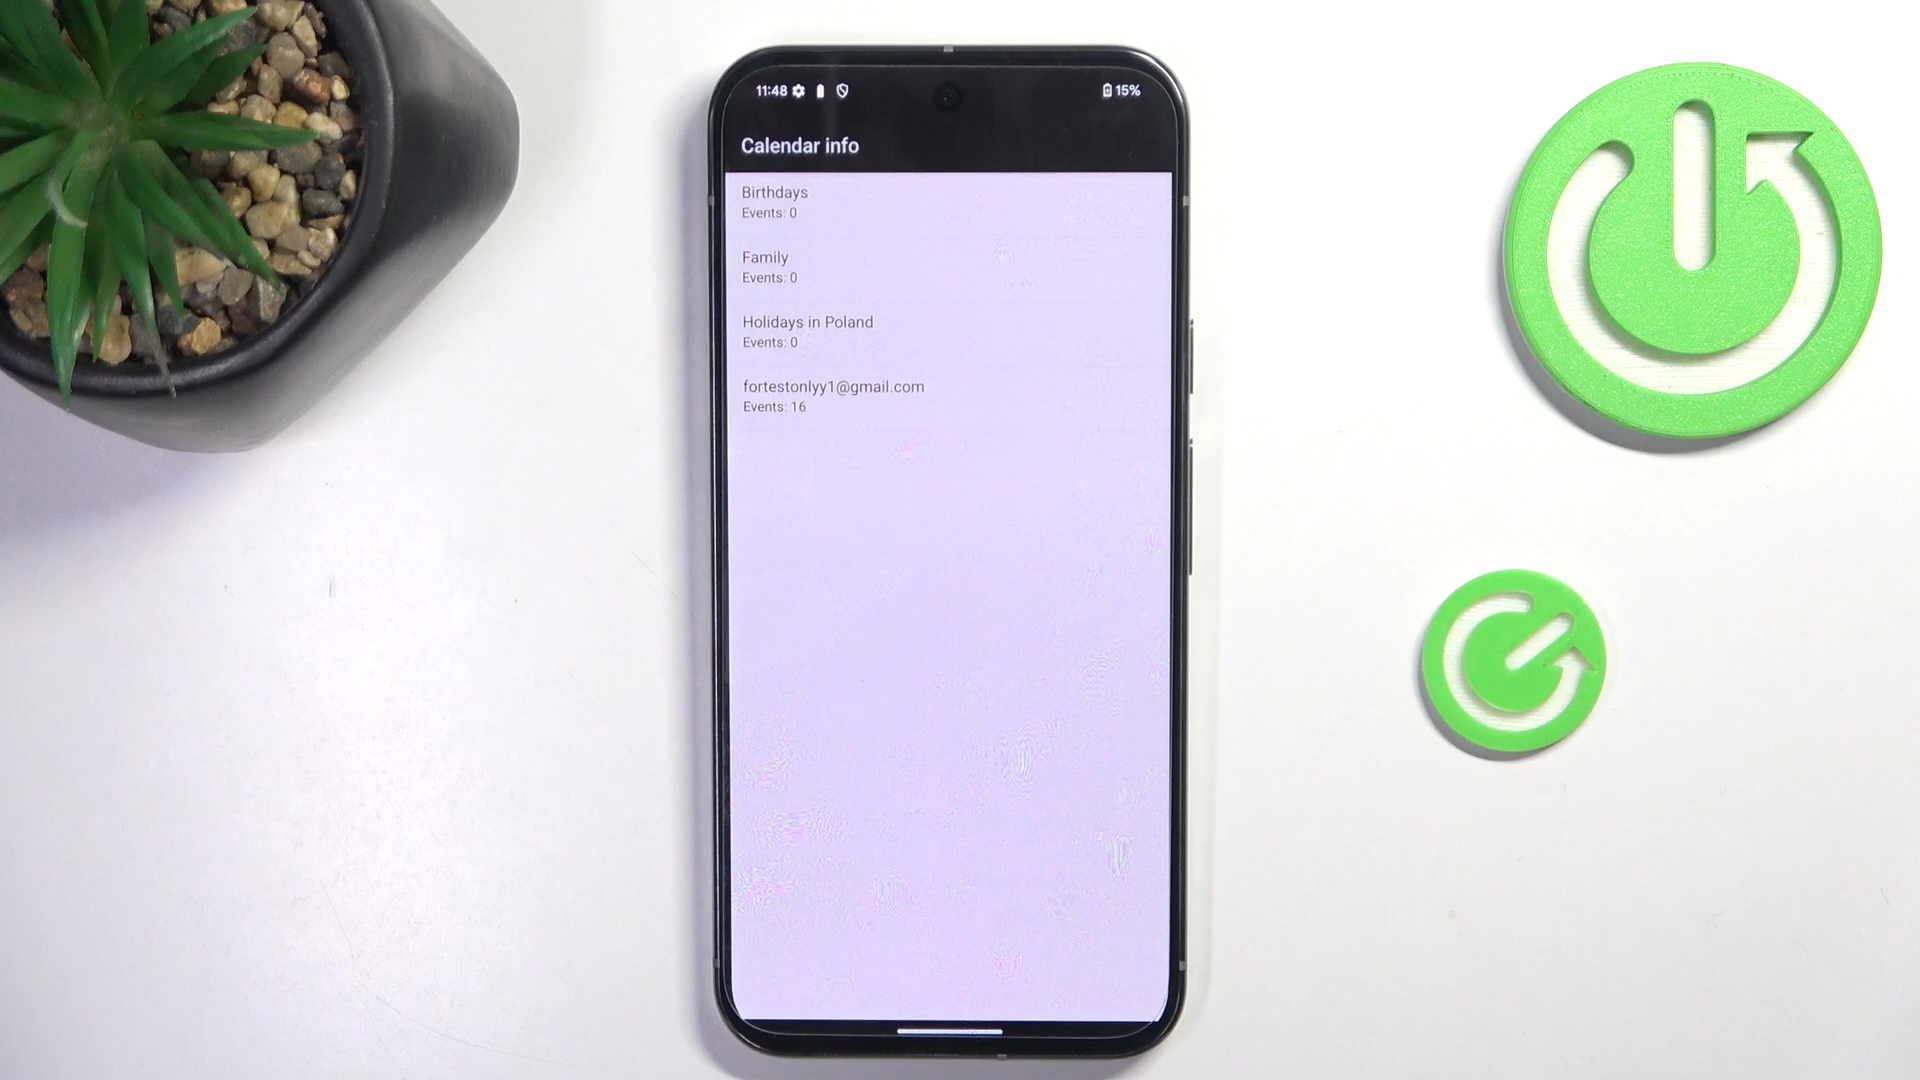 11:48 15%
Calendar info
Birthdays
Events: 0
Family
Events: 0
Holidays in Poland
Events: 0
fortestonlyy1@gmail.com
Events: 16